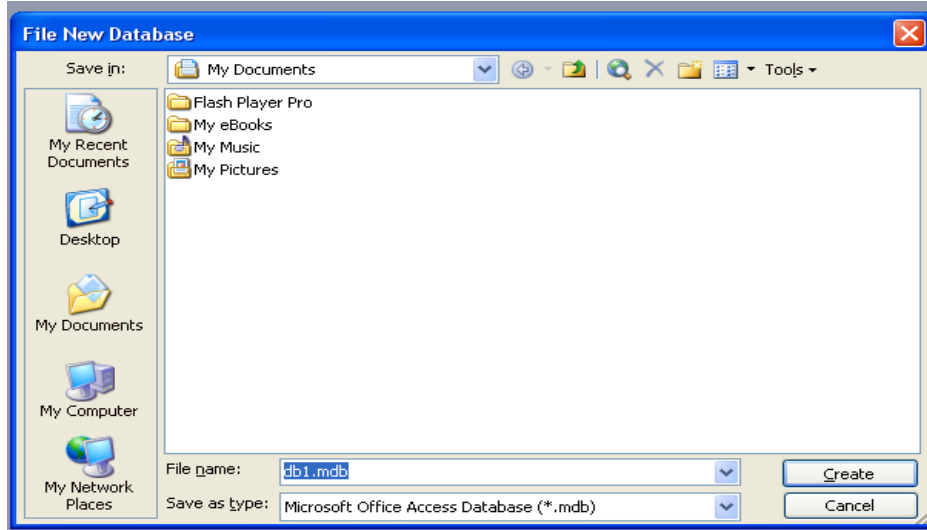 File New Database
Save in:
My Documents
Tools
My Recent
Documents
Desktop
My Documents
My Computer
My Network
Places
Flash Player Pro
My eBooks
My Music
My Pictures
File name:
db1.mdb
Create
Save as type:
Microsoft Office Access Database (*.mdb)
Cancel